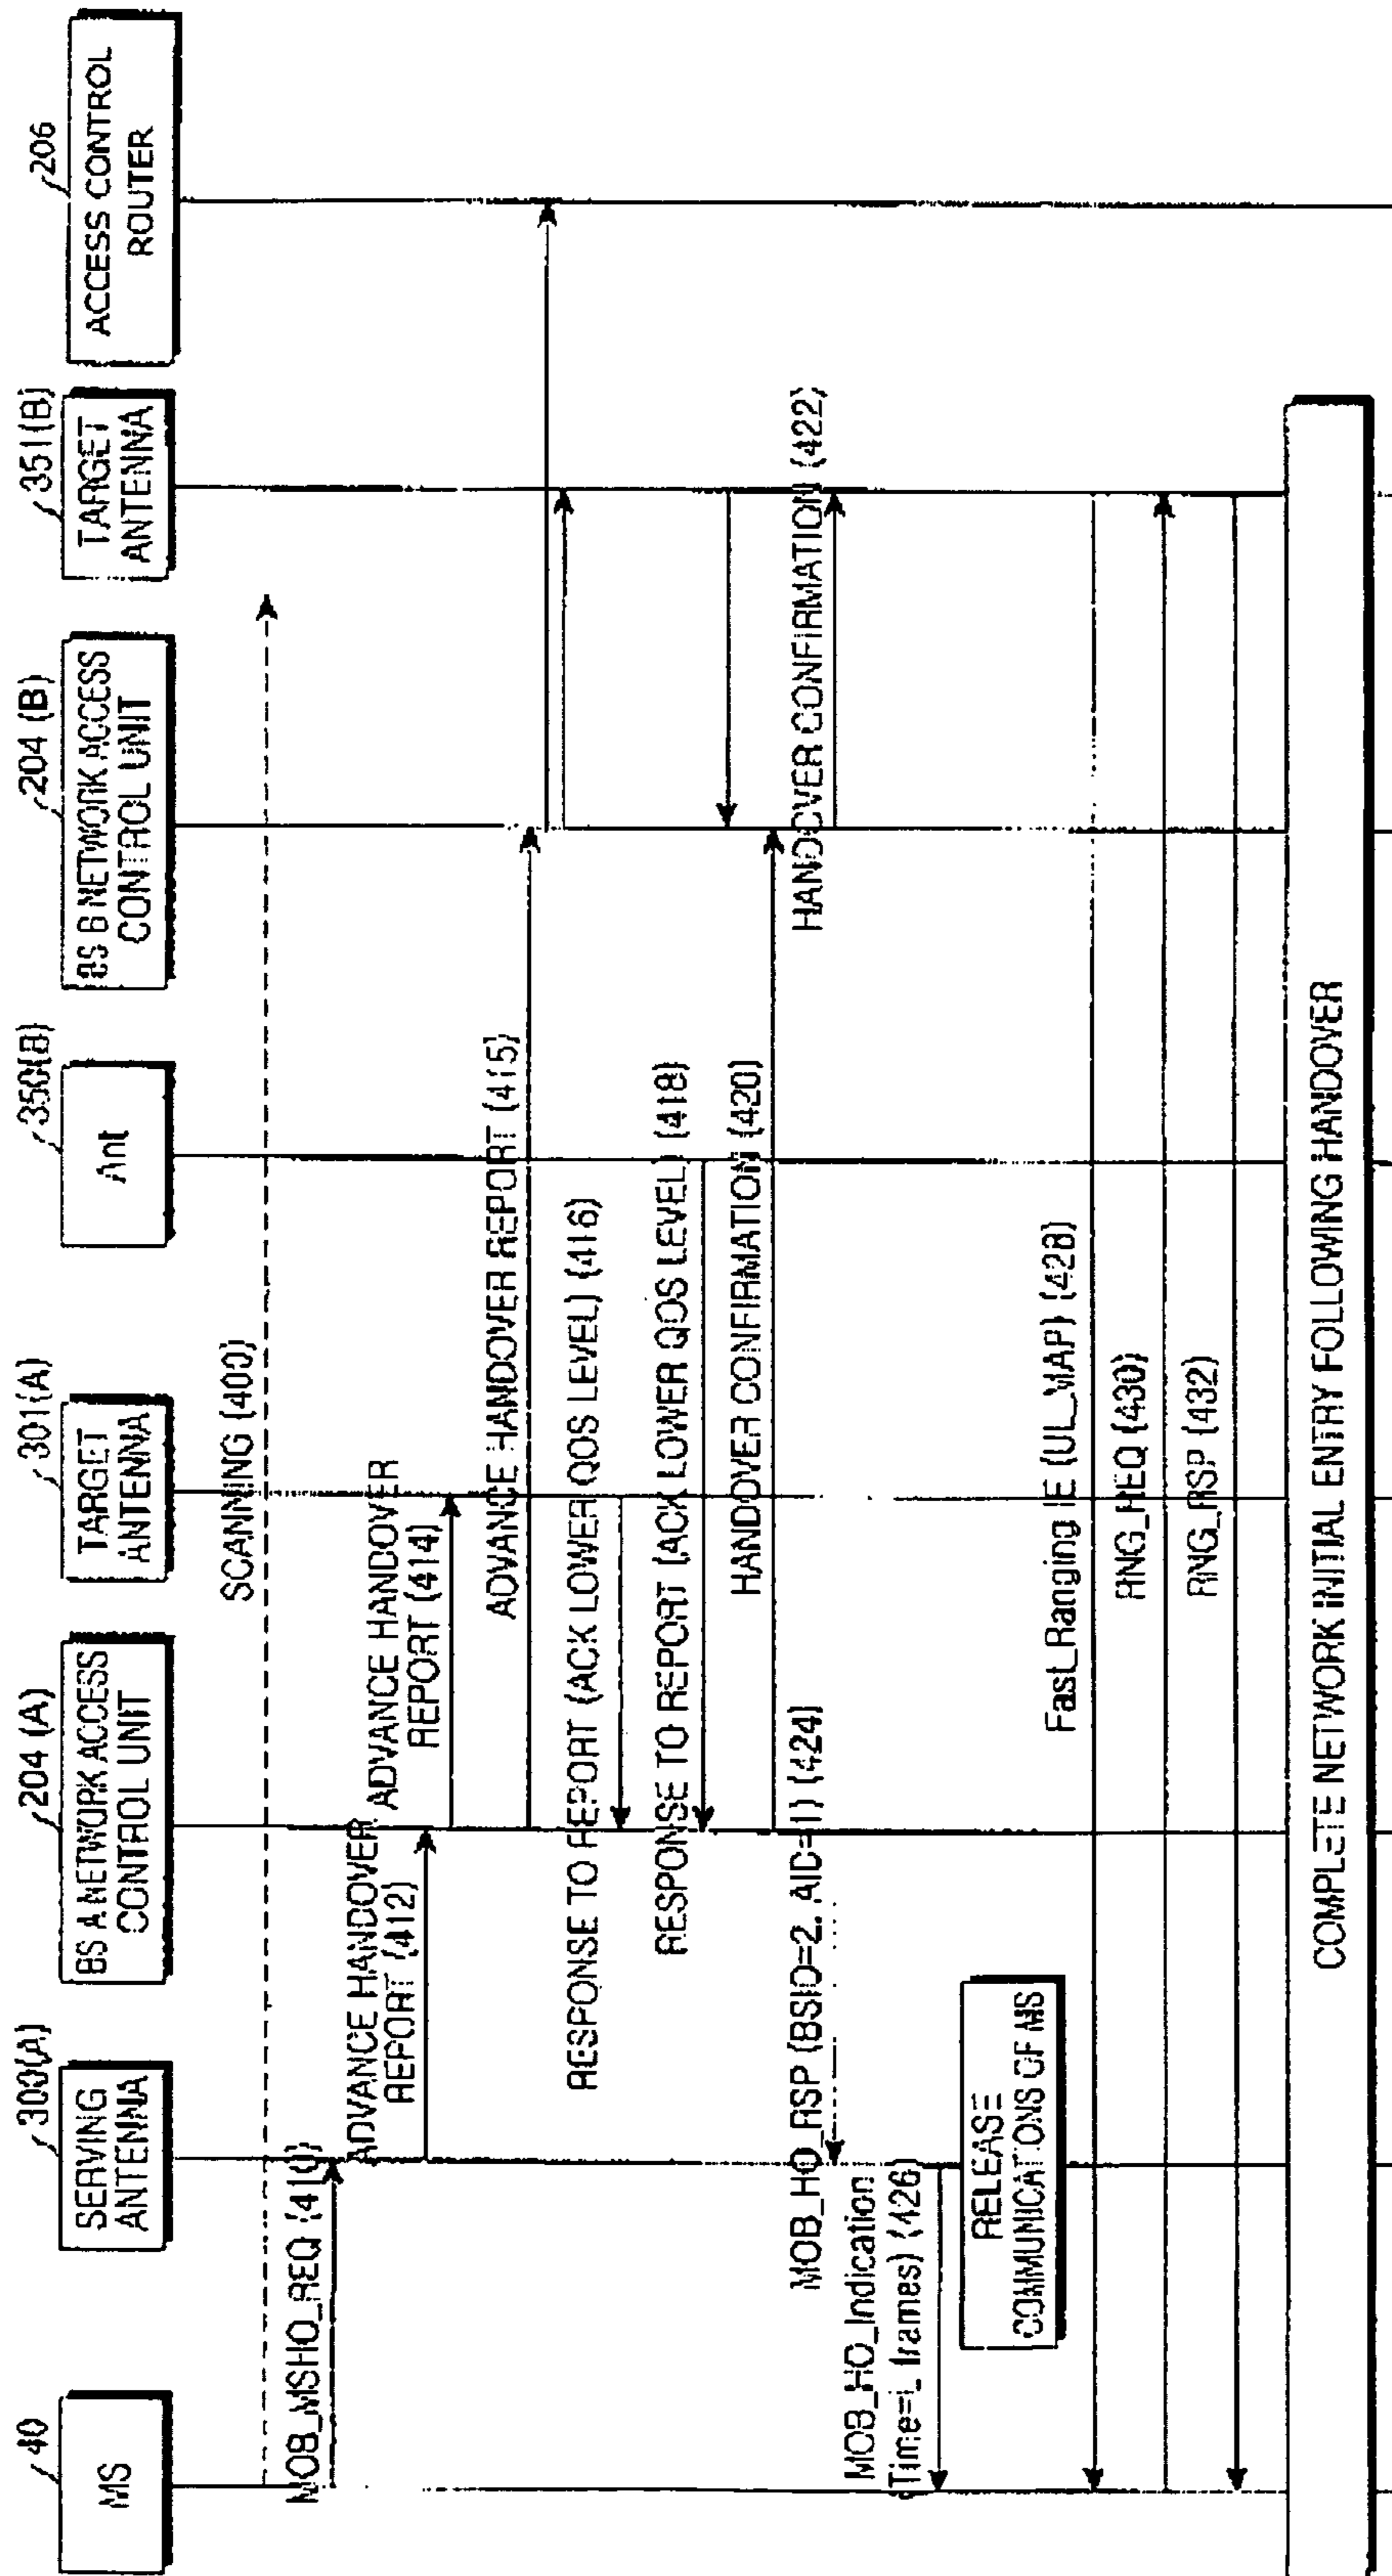 40
MS
300(A)
SERVING
ANTENNA
204 (A)
BS A NETWORK ACCESS
CONTROL UNIT
301(A)
TARGET
ANTENNA
350(B)
Ant
204 (B)
BS B NETWORK ACCESS
CONTROL UNIT
351(B)
TARGET
ANTENNA
206
ACCESS CONTROL
ROUTER
SCANNING (400)
MOB_MSHO_REQ (410)
ADVANCE HANDOVER
REPORT (412)
ADVANCE HANDOVER
REPORT (414)
ADVANCE HANDOVER REPORT (415)
RESPONSE TO REPORT (ACK LOWER QOS LEVEL) (416)
RESPONSE TO REPORT (ACK LOWER QOS LEVEL) (418)
HANDOVER CONFIRMATION (420)
HANDOVER CONFIRMATION (422)
MOB_HO_RSP (BSID=2, AID=1) (424)
MOB_HO_Indication
Time=L frames) (426)
RELEASE
COMMUNICATIONS OF MS
Fast_Ranging IE (UL_MAP) (428)
RNG_REQ (430)
RNG_RSP (432)
COMPLETE NETWORK INITIAL ENTRY FOLLOWING HANDOVER